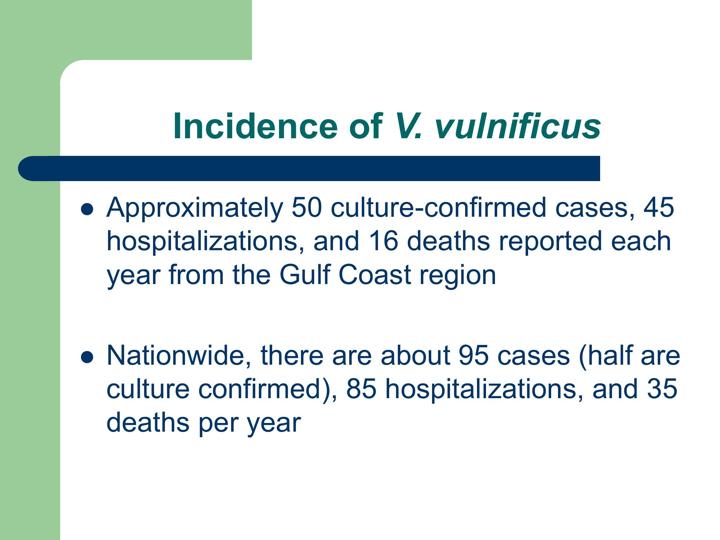 Incidence of V. vulnificus
● Approximately 50 culture-confirmed cases, 45
hospitalizations, and 16 deaths reported each
year from the Gulf Coast region
● Nationwide, there are about 95 cases (half are
culture confirmed), 85 hospitalizations, and 35
deaths per year